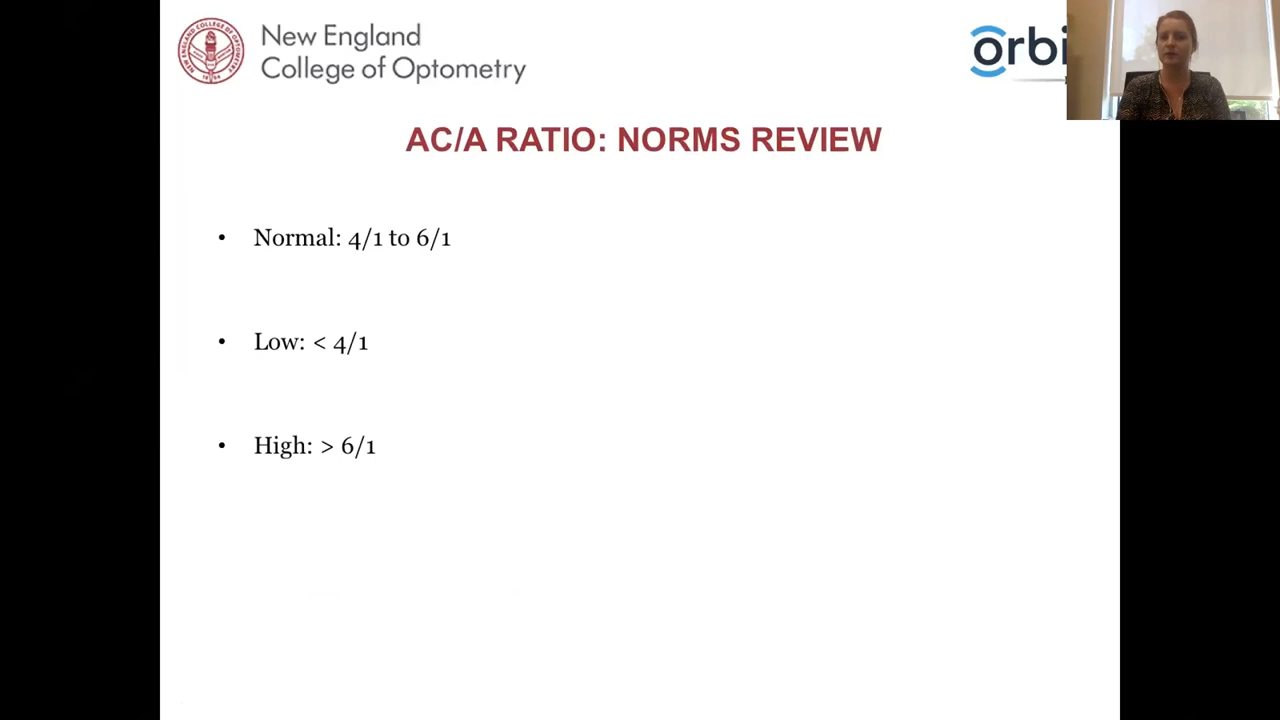 New England
College of Optometry
orbi
AC/A RATIO: NORMS REVIEW
• Normal: 4/1 to 6/1
• Low: < 4/1
• High: > 6/1